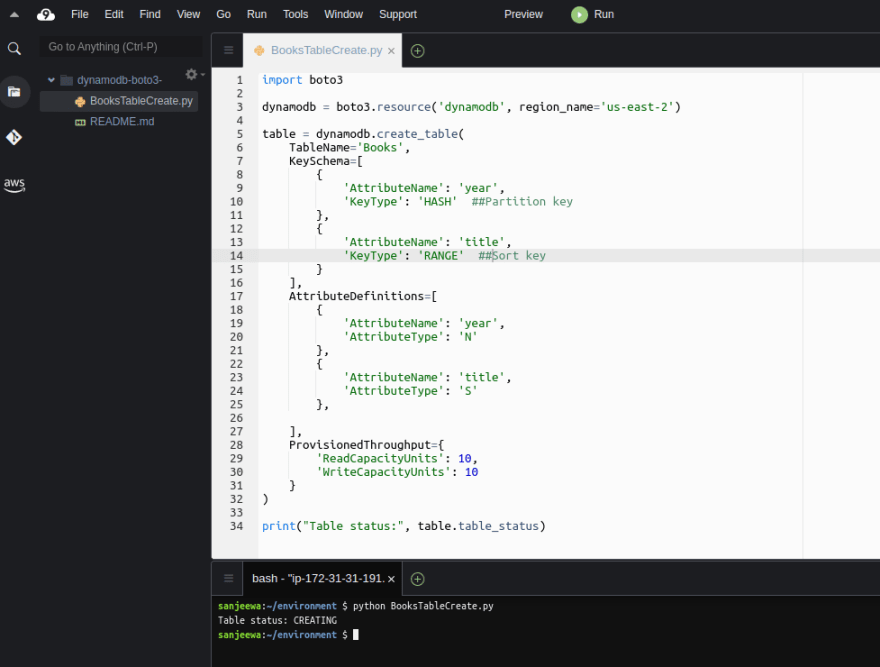 File Edit Find View Go Run Tools Window Support Preview Run
Go to Anything (Ctrl-P)
BooksTableCreate.py ×
dynamodb-boto3-
BooksTableCreate.py
README.md
aws
1 import boto3
2
3 dynamodb = boto3.resource('dynamodb', region_name='us-east-2')
4
5 table = dynamodb.create_table(
6     TableName='Books',
7     KeySchema=[
8         {
9             'AttributeName': 'year',
10             'KeyType': 'HASH'  ##Partition key
11         },
12         {
13             'AttributeName': 'title',
14             'KeyType': 'RANGE'  ##Sort key
15         }
16     ],
17     AttributeDefinitions=[
18         {
19             'AttributeName': 'year',
20             'AttributeType': 'N'
21         },
22         {
23             'AttributeName': 'title',
24             'AttributeType': 'S'
25         },
26
27     ],
28     ProvisionedThroughput={
29         'ReadCapacityUnits': 10,
30         'WriteCapacityUnits': 10
31     }
32 )
33
34 print("Table status:", table.table_status)
bash - "ip-172-31-31-191. ×
sanjeewa:~/environment $ python BooksTableCreate.py
Table status: CREATING
sanjeewa:~/environment $